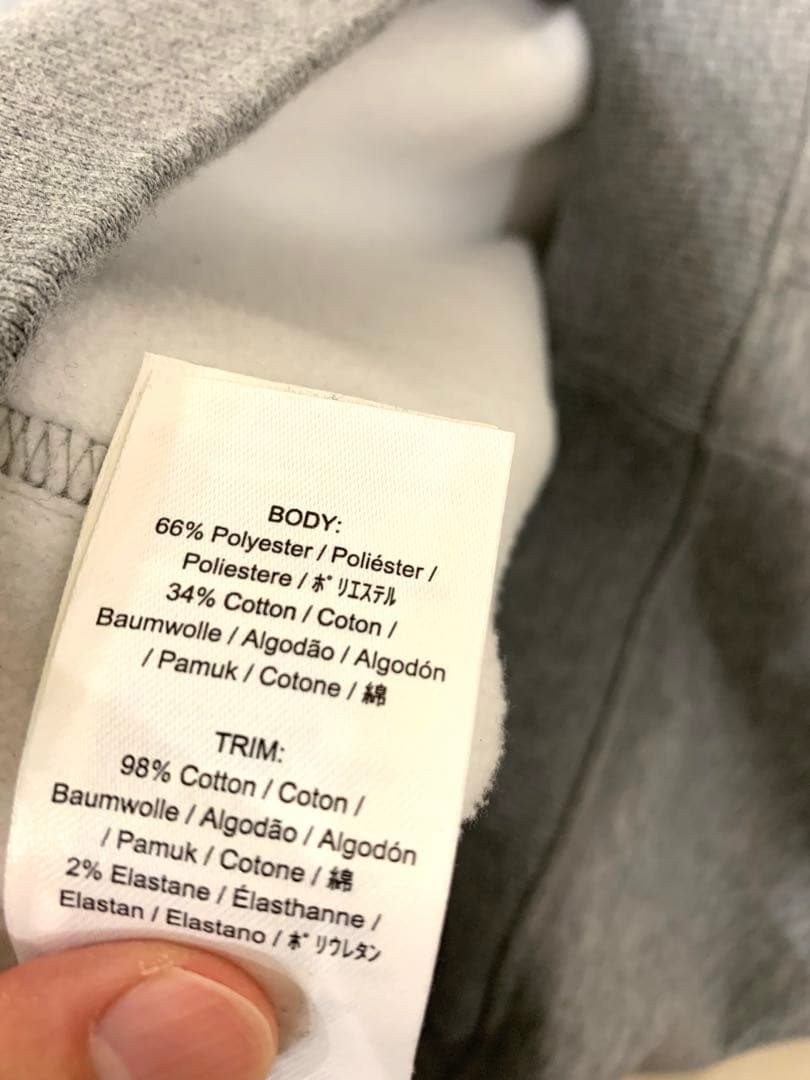 BODY:
66% Polyester / Poliéster /
Poliestere / ポリエステル
34% Cotton / Coton /
Baumwolle / Algodão / Algodón
/ Pamuk / Cotone / 綿
TRIM:
98% Cotton / Coton /
Baumwolle / Algodão / Algodón
/ Pamuk / Cotone / 綿
2% Elastane / Élasthanne /
Elastan / Elastano / ポリウレタン